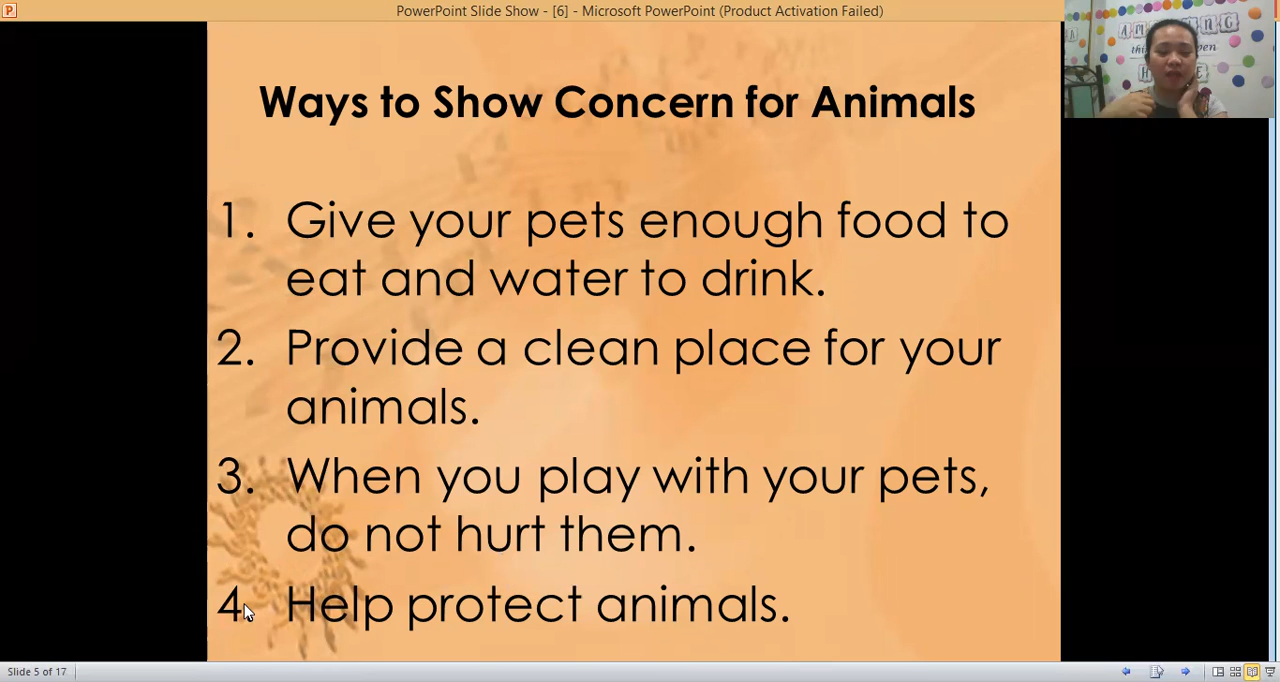 PowerPoint Slide Show - [6] - Microsoft PowerPoint (Product Activation Failed)
Ways to Show Concern for Animals
1. Give your pets enough food to
eat and water to drink.
2. Provide a clean place for your
animals.
3. When you play with your pets,
do not hurt them.
4. Help protect animals.
Slide 5 of 17